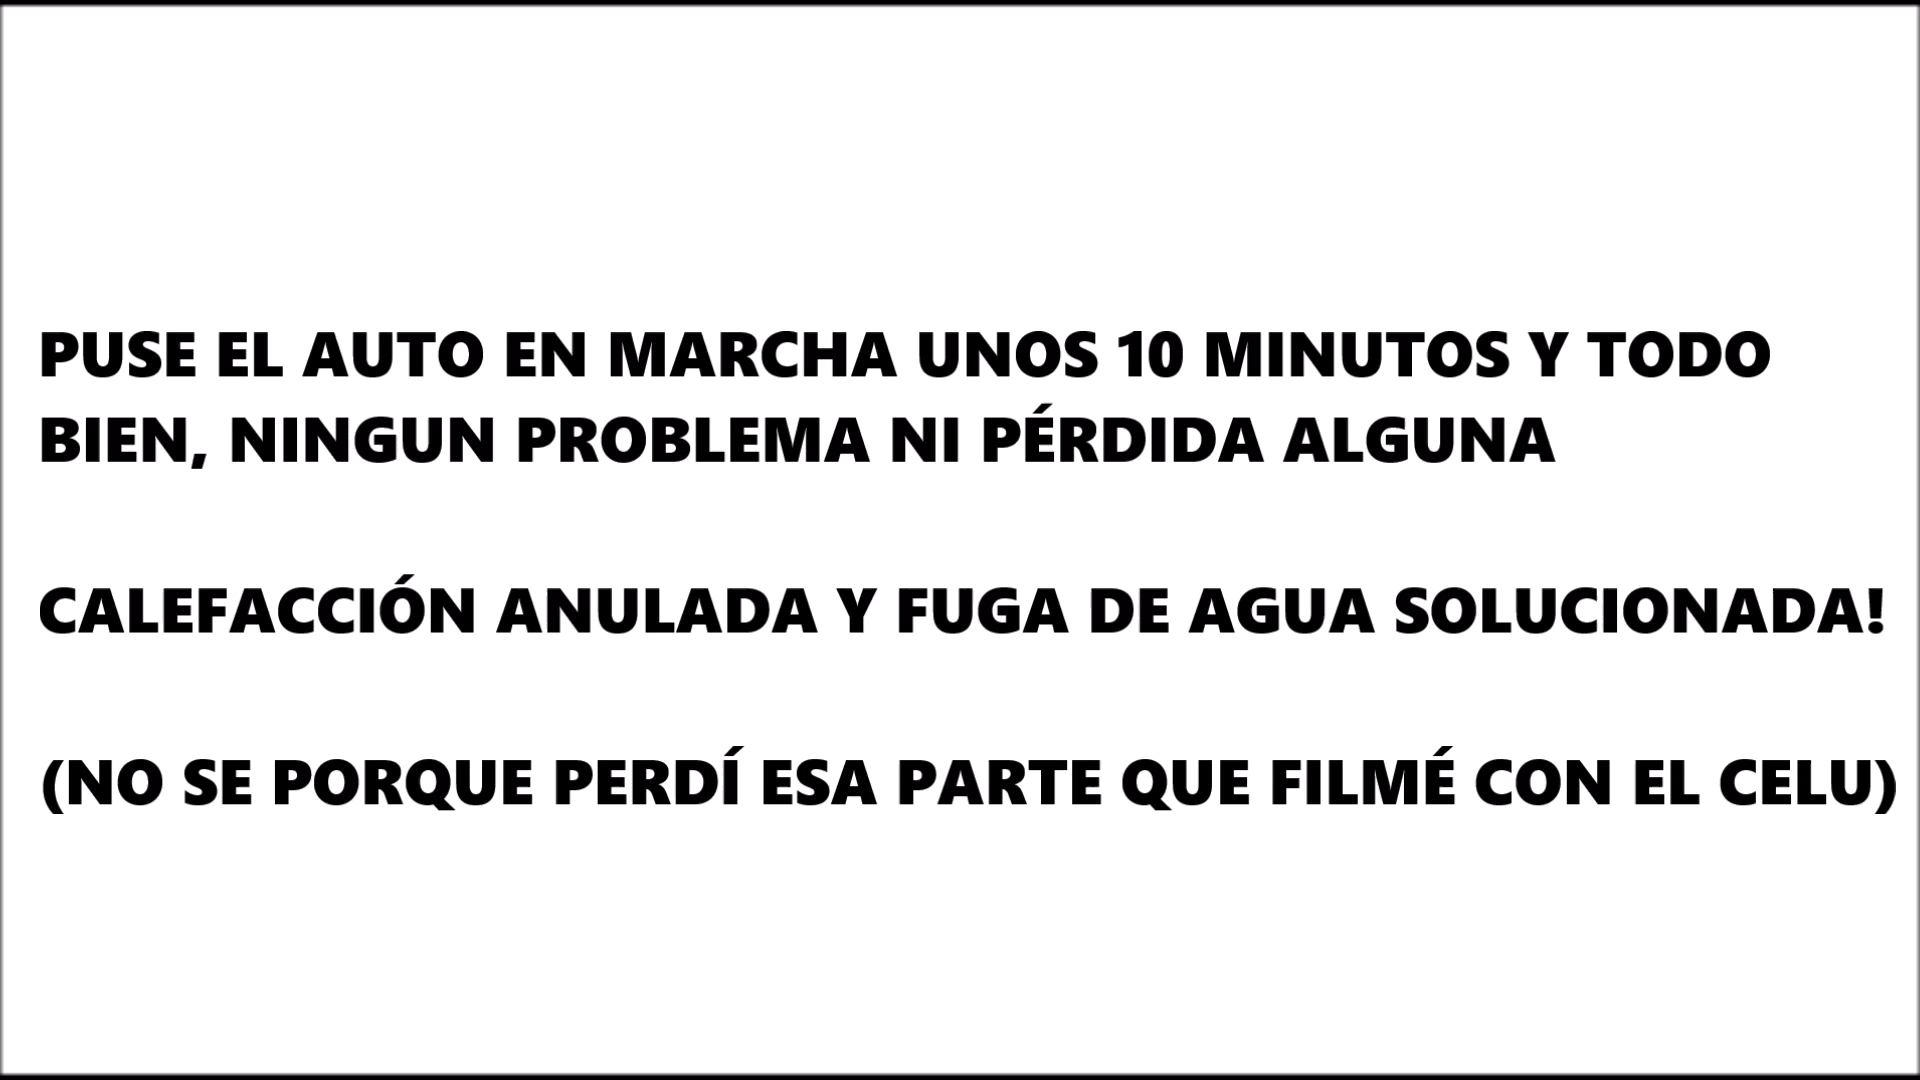 PUSE EL AUTO EN MARCHA UNOS 10 MINUTOS Y TODO
BIEN, NINGUN PROBLEMA NI PÉRDIDA ALGUNA
CALEFACCIÓN ANULADA Y FUGA DE AGUA SOLUCIONADA!
(NO SE PORQUE PERDÍ ESA PARTE QUE FILMÉ CON EL CELU)